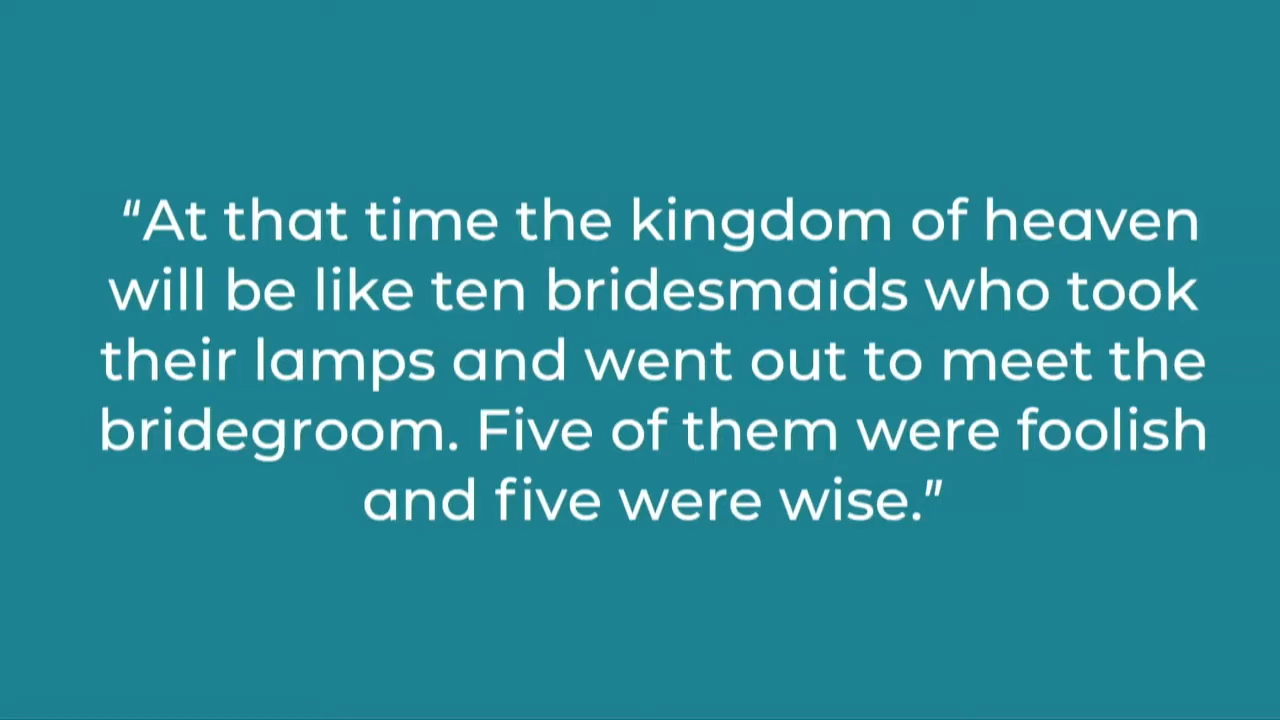 “At that time the kingdom of heaven
will be like ten bridesmaids who took
their lamps and went out to meet the
bridegroom. Five of them were foolish
and five were wise.”